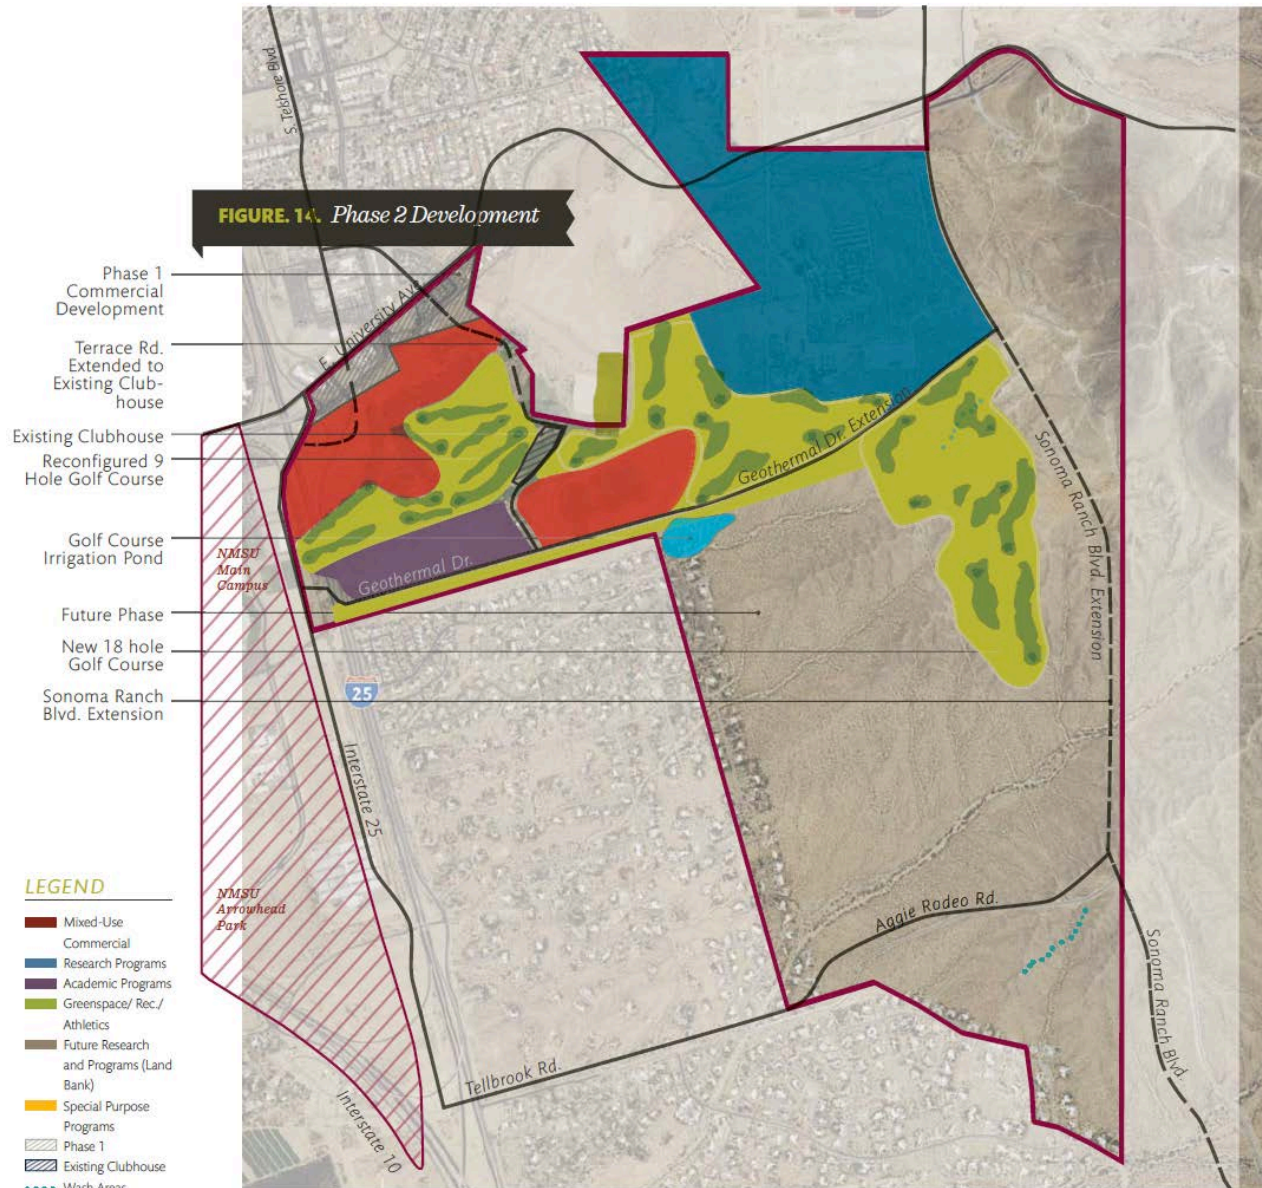 S. Telshore Blvd.
FIGURE. 14. Phase 2 Development
Phase 1
Commercial
Development
E. University Ave.
Terrace Rd.
Extended to
Existing Club-
house
Existing Clubhouse
Reconfigured 9
Hole Golf Course
Geothermal Dr. Extension
Sonoma Ranch Blvd. Extension
Golf Course
Irrigation Pond
NMSU
Main
Campus
Geothermal Dr.
Future Phase
New 18 hole
Golf Course
Sonoma Ranch
Blvd. Extension
25
Interstate 25
NMSU
Arrowhead
Park
Aggie Rodeo Rd.
Sonoma Ranch Blvd.
Tellbrook Rd.
Interstate 10
LEGEND
Mixed-Use
Commercial
Research Programs
Academic Programs
Greenspace/ Rec./
Athletics
Future Research
and Programs (Land
Bank)
Special Purpose
Programs
Phase 1
Existing Clubhouse
Wash Areas